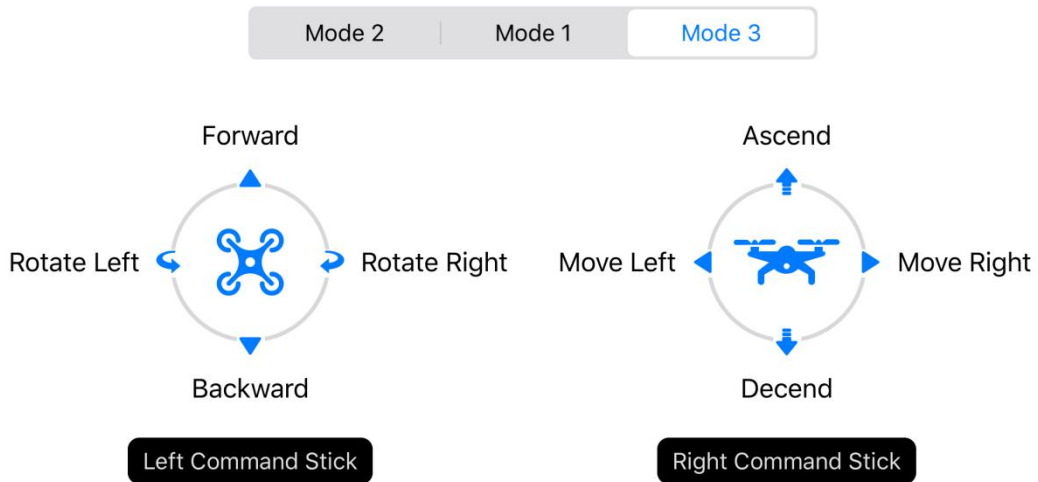 Mode 2 Mode 1 Mode 3
Forward Ascend
Rotate Left Rotate Right Move Left Move Right
Backward Decend
Left Command Stick Right Command Stick